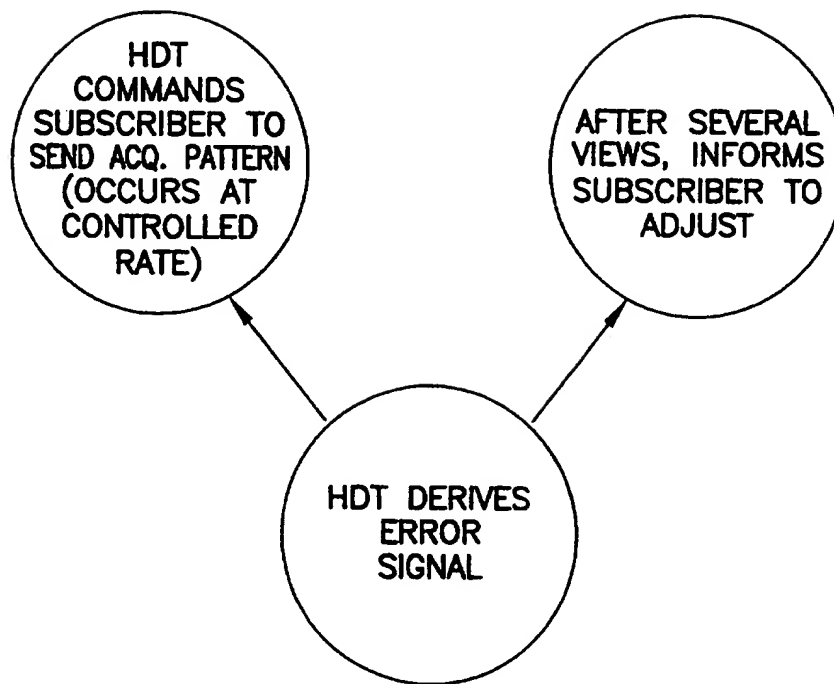 HDT
COMMANDS
SUBSCRIBER TO
SEND ACQ. PATTERN
(OCCURS AT
CONTROLLED
RATE)
AFTER SEVERAL
VIEWS, INFORMS
SUBSCRIBER TO
ADJUST
HDT DERIVES
ERROR
SIGNAL